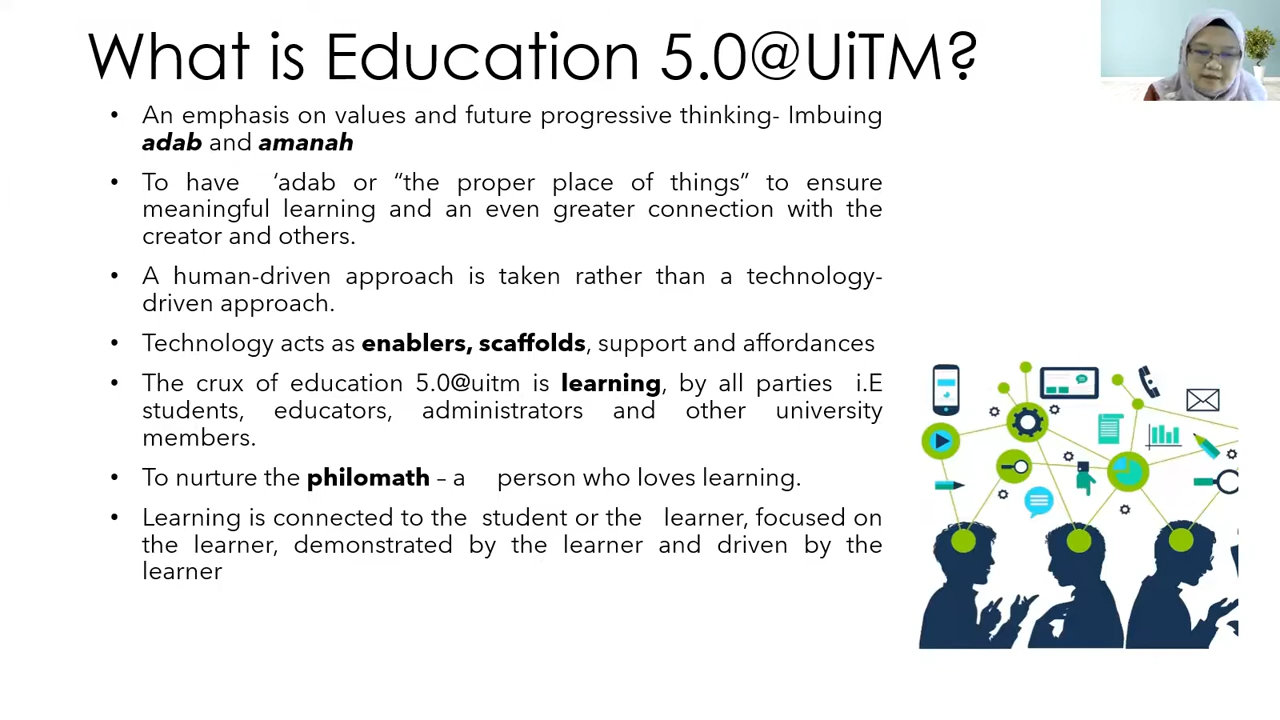 What is Education 5.0@UiTM?
• An emphasis on values and future progressive thinking- Imbuing
adab and amanah
• To have ‘adab or “the proper place of things” to ensure
meaningful learning and an even greater connection with the
creator and others.
• A human-driven approach is taken rather than a technology-
driven approach.
• Technology acts as enablers, scaffolds, support and affordances
• The crux of education 5.0@uitm is learning, by all parties i.E
students, educators, administrators and other university
members.
• To nurture the philomath – a person who loves learning.
• Learning is connected to the student or the learner, focused on
the learner, demonstrated by the learner and driven by the
learner